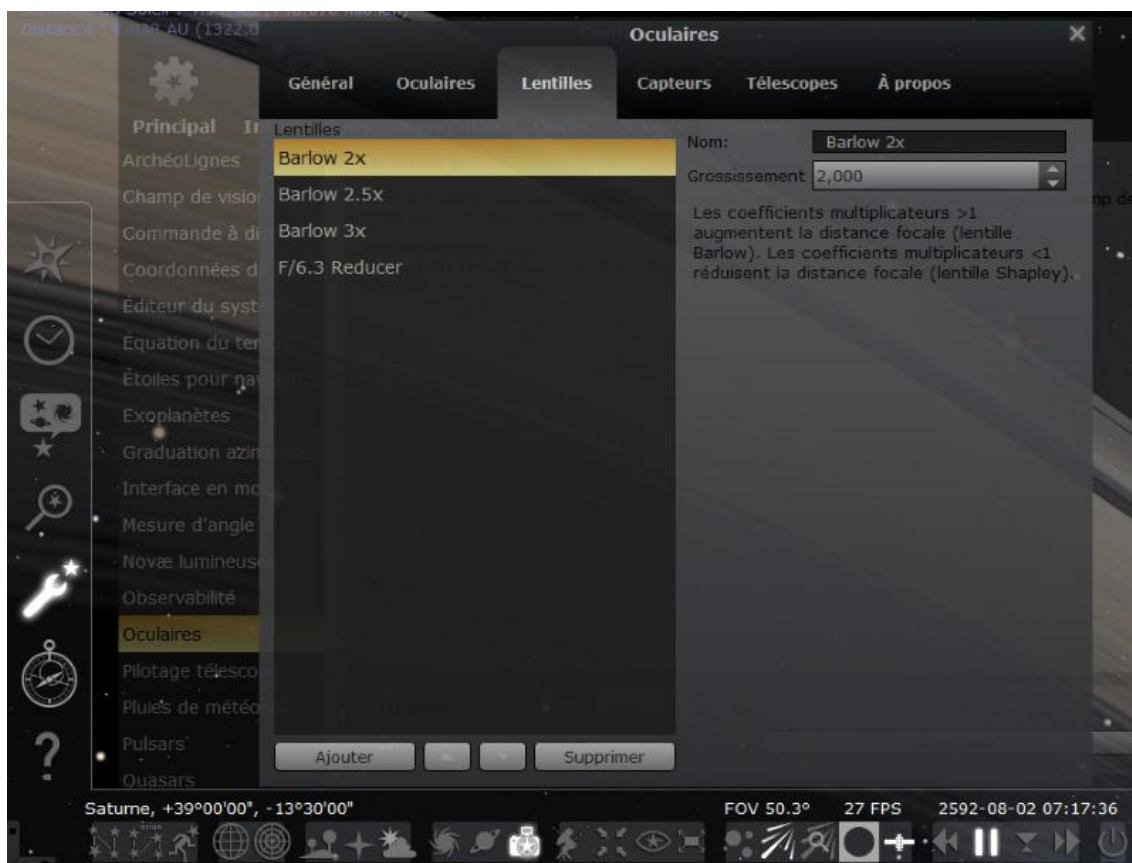 Oculaires
Général Oculaires Lentilles Capteurs Télescopes À propos
Principal
Lentilles
Barlow 2x
Barlow 2.5x
Barlow 3x
F/6.3 Reducer
Nom: Barlow 2x
Grossissement 2,000
Les coefficients multiplicateurs >1
augmentent la distance focale (lentille
Barlow). Les coefficients multiplicateurs <1
réduisent la distance focale (lentille Shapley).
ArchéoLignes
Champ de visio
Commande à di
Coordonnées d
Éditeur du syst
Équation du ter
Étoiles pour nav
Exoplanètes
Graduation azim
Interface en mo
Mesure d'angle
Novæ lumineuse
Observabilité
Oculaires
Pilotage télesco
Pluies de météo
Pulsars
Quasars
Ajouter Supprimer
Saturne, +39°00'00", -13°30'00" FOV 50.3° 27 FPS 2592-08-02 07:17:36